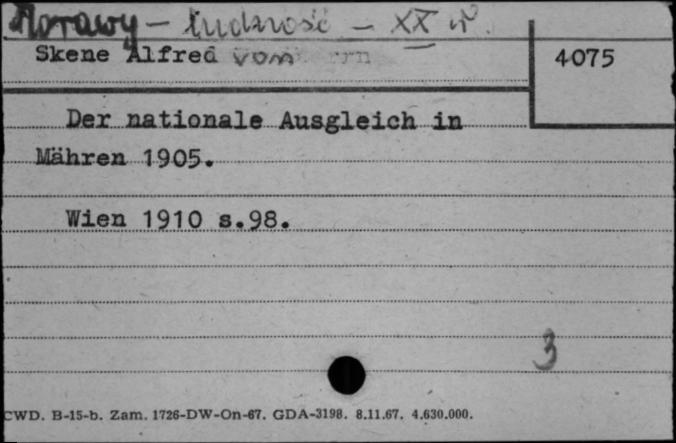 Morawy - ludność - XX w.
Skene Alfred von
4075
Der nationale Ausgleich in
Mähren 1905.
Wien 1910 s.98.
3
CWD. B-15-b. Zam. 1726-DW-On-67. GDA-3198. 8.11.67. 4.630.000.